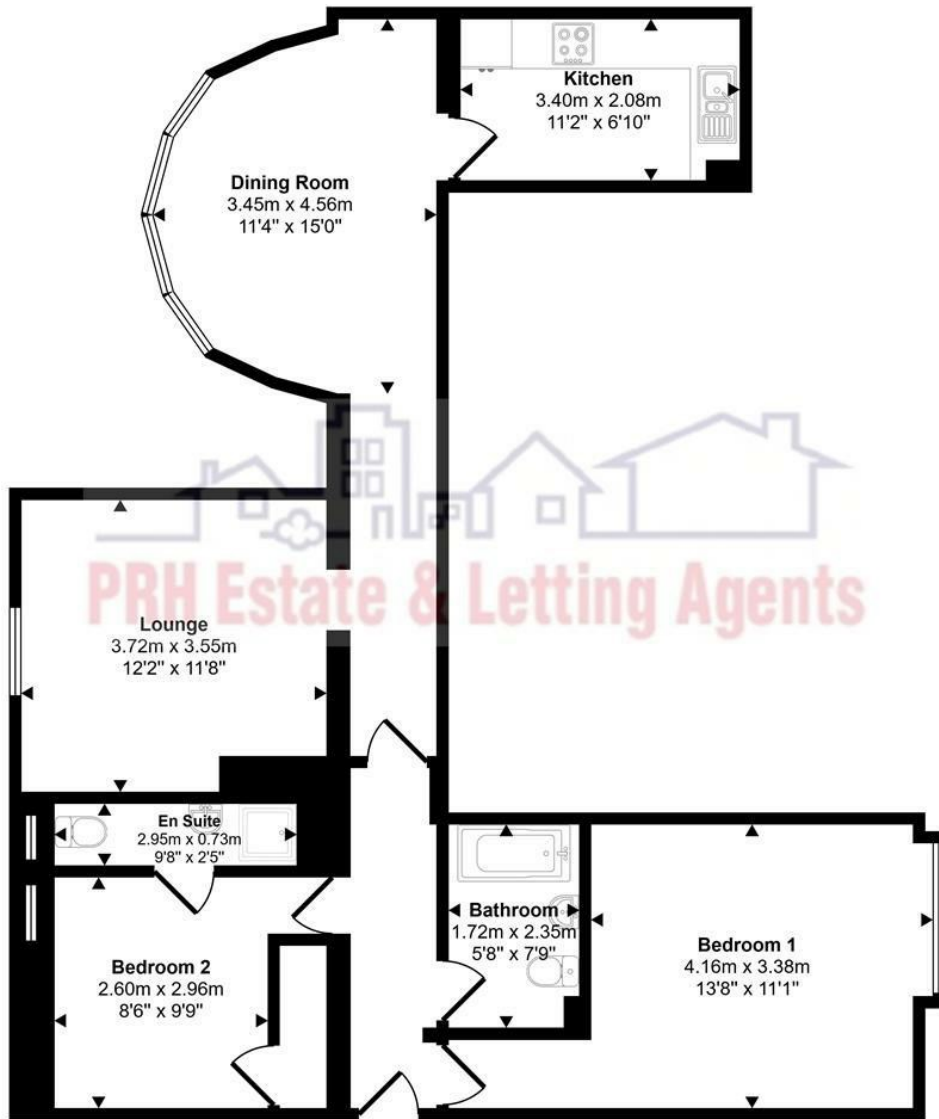 Kitchen
3.40m x 2.08m
11'2" x 6'10"
Dining Room
3.45m x 4.56m
11'4" x 15'0"
PRH Estate & Letting Agents
Lounge
3.72m x 3.55m
12'2" x 11'8"
En Suite
2.95m x 0.73m
9'8" x 2'5"
Bathroom
1.72m x 2.35m
5'8" x 7'9"
Bedroom 1
4.16m x 3.38m
13'8" x 11'1"
Bedroom 2
2.60m x 2.96m
8'6" x 9'9"